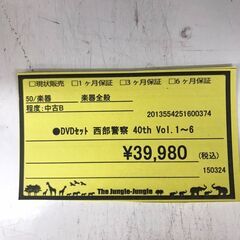 □現状販売 □1ヶ月保証 □3ヶ月保証 □6ヶ月保証
50/楽器 楽器全般
程度:中古B
2013554251600374
●DVDセット 西部警察 40th Vol.1~6
¥39,980 (税込)
150324
The Jungle-Jungle